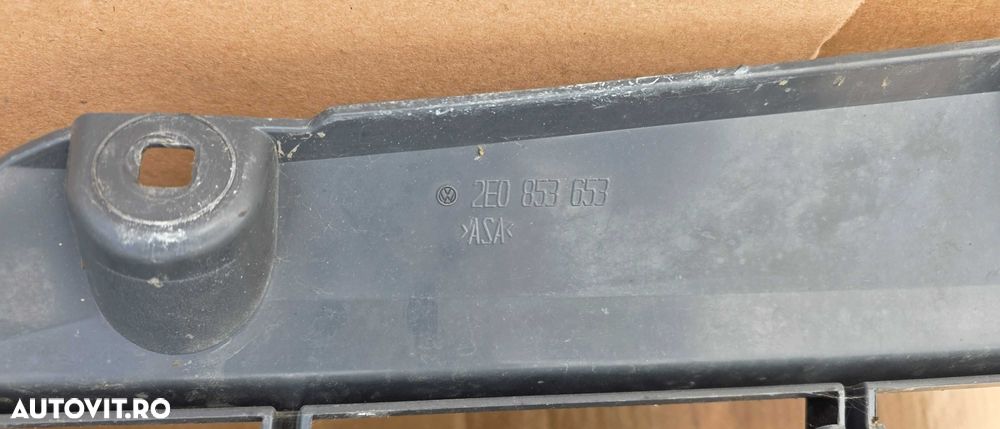 2E0 853 653
>ASA<
AUTOVIT.RO